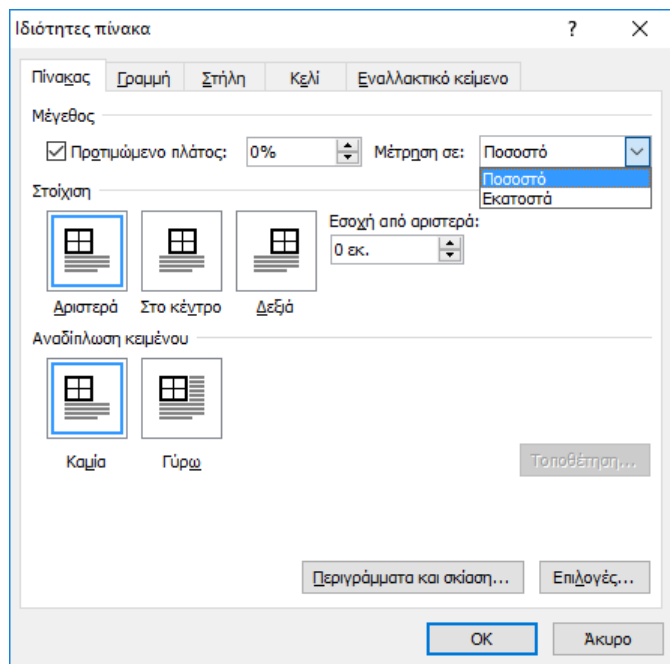 Ιδιότητες πίνακα ?
Πίνακας Γραμμή Στήλη Κελί Εναλλακτικό κείμενο
Μέγεθος
Προτιμώμενο πλάτος: 0% Μέτρηση σε: Ποσοστό
Ποσοστό
Εκατοστά
Στοίχιση
Εσοχή από αριστερά:
0 εκ.
Αριστερά Στο κέντρο Δεξιά
Αναδίπλωση κειμένου
Καμία Γύρω
Τοποθέτηση...
Περιγράμματα και σκίαση... Επιλογές...
OK Άκυρο